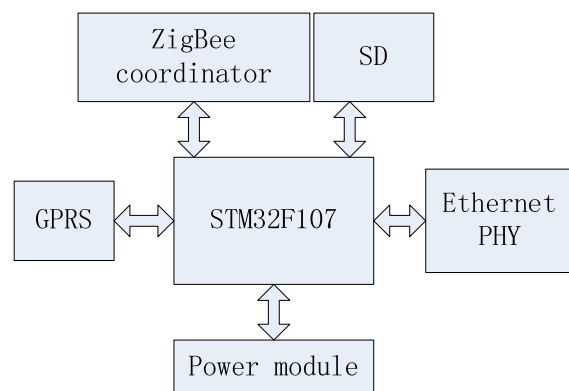 ZigBee
coordinator
SD
GPRS
STM32F107
Ethernet
PHY
Power module